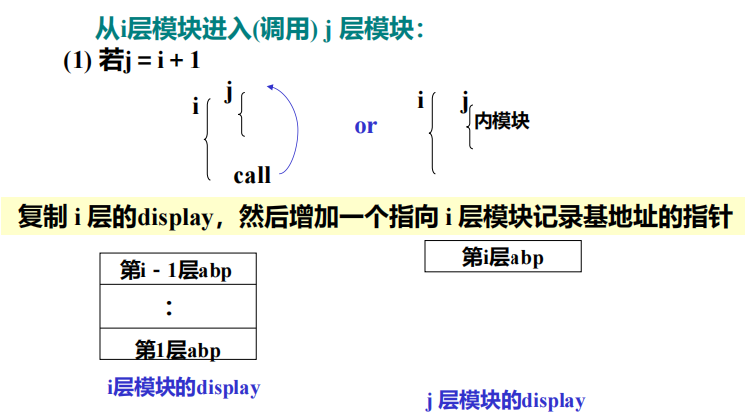 从i层模块进入(调用) j 层模块：
(1) 若j = i + 1
i
j
call
or
i
j
内模块
复制 i 层的display，然后增加一个指向 i 层模块记录基地址的指针
第i - 1层abp
：
第1层abp
i层模块的display
第i层abp
j 层模块的display